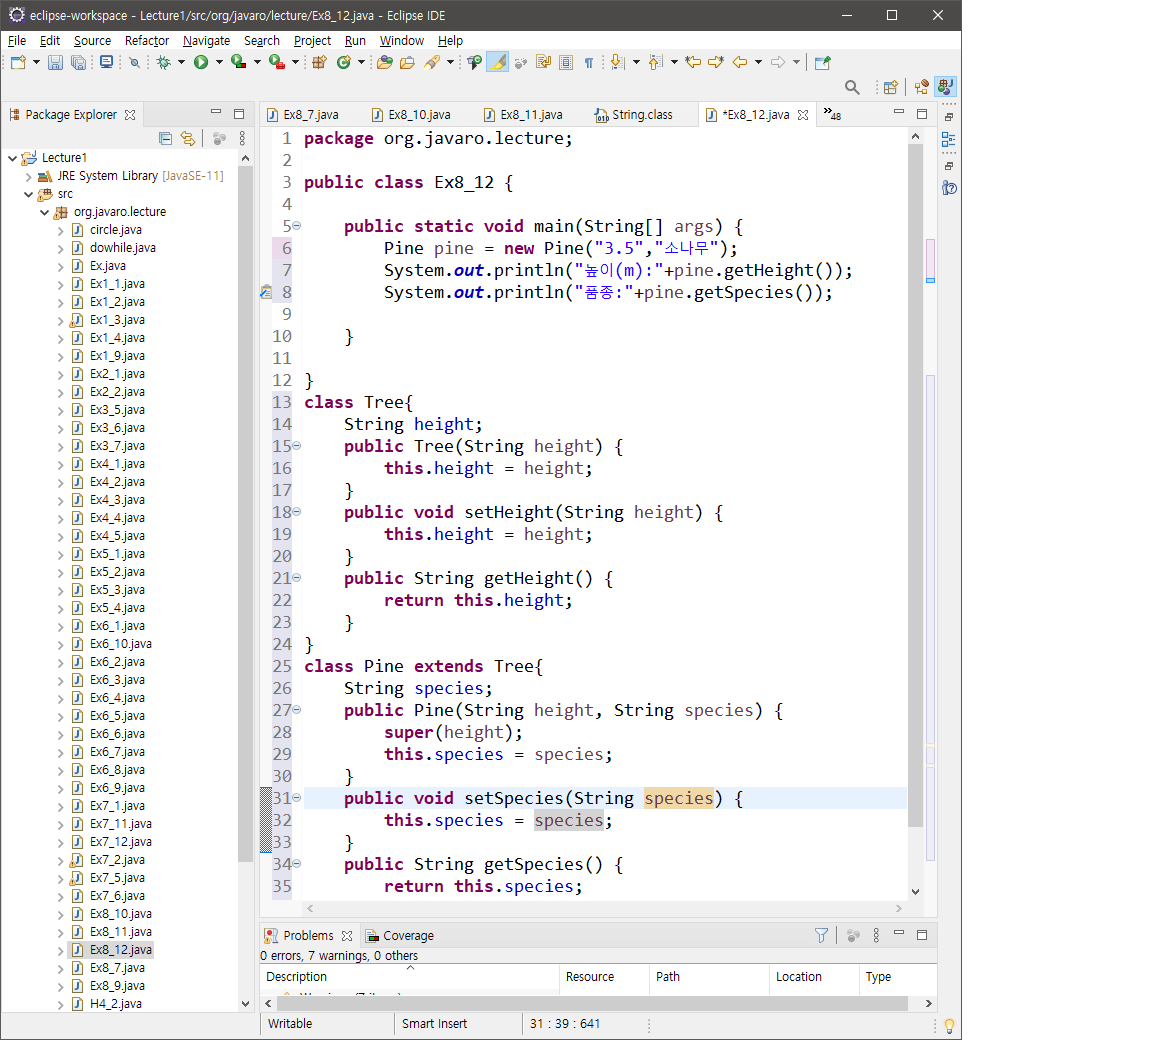 eclipse-workspace - Lecture1/src/org/javaro/lecture/Ex8_12.java - Eclipse IDE
File Edit Source Refactor Navigate Search Project Run Window Help
Package Explorer
Lecture1
JRE System Library [JavaSE-11]
src
org.javaro.lecture
circle.java
dowhile.java
Ex.java
Ex1_1.java
Ex1_2.java
Ex1_3.java
Ex1_4.java
Ex1_9.java
Ex2_1.java
Ex2_2.java
Ex3_5.java
Ex3_6.java
Ex3_7.java
Ex4_1.java
Ex4_2.java
Ex4_3.java
Ex4_4.java
Ex4_5.java
Ex5_1.java
Ex5_2.java
Ex5_3.java
Ex5_4.java
Ex6_1.java
Ex6_10.java
Ex6_2.java
Ex6_3.java
Ex6_4.java
Ex6_5.java
Ex6_6.java
Ex6_7.java
Ex6_8.java
Ex6_9.java
Ex7_1.java
Ex7_11.java
Ex7_12.java
Ex7_2.java
Ex7_5.java
Ex7_6.java
Ex8_10.java
Ex8_11.java
Ex8_12.java
Ex8_7.java
Ex8_9.java
H4_2.java
Ex8_7.java Ex8_10.java Ex8_11.java String.class *Ex8_12.java »48
1 package org.javaro.lecture;
2
3 public class Ex8_12 {
4
5 public static void main(String[] args) {
6 Pine pine = new Pine("3.5","소나무");
7 System.out.println("높이(m):"+pine.getHeight());
8 System.out.println("품종:"+pine.getSpecies());
9
10 }
11
12 }
13 class Tree{
14 String height;
15 public Tree(String height) {
16 this.height = height;
17 }
18 public void setHeight(String height) {
19 this.height = height;
20 }
21 public String getHeight() {
22 return this.height;
23 }
24 }
25 class Pine extends Tree{
26 String species;
27 public Pine(String height, String species) {
28 super(height);
29 this.species = species;
30 }
31 public void setSpecies(String species) {
32 this.species = species;
33 }
34 public String getSpecies() {
35 return this.species;
Problems Coverage
0 errors, 7 warnings, 0 others
Description Resource Path Location Type
Writable Smart Insert 31 : 39 : 641